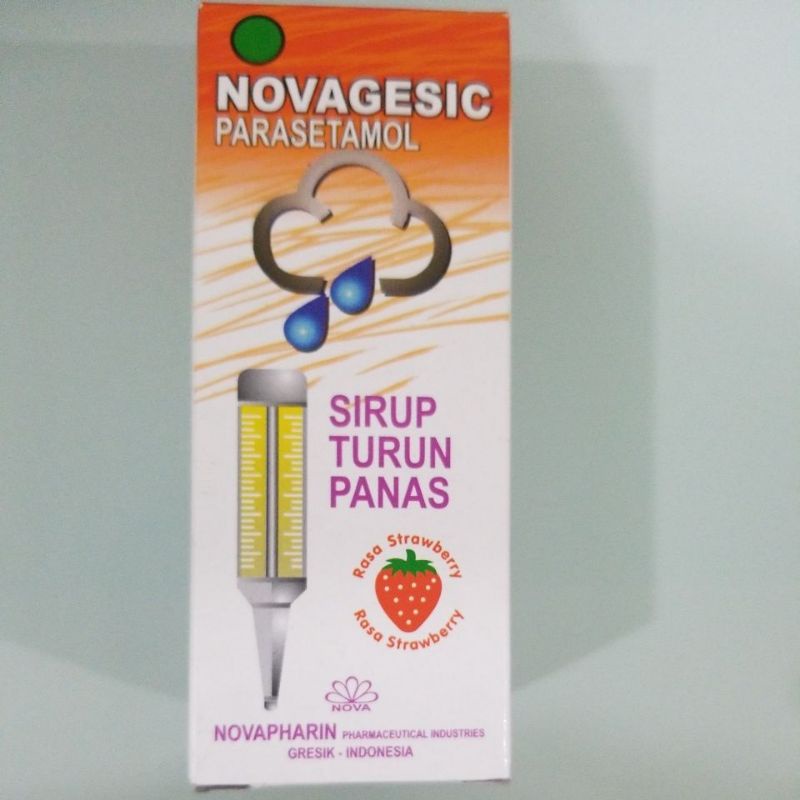 NOVAGESIC
PARASETAMOL
SIRUP
TURUN
PANAS
Rasa Strawberry
Rasa Strawberry
NOVA
NOVAPHARIN PHARMACEUTICAL INDUSTRIES
GRESIK - INDONESIA